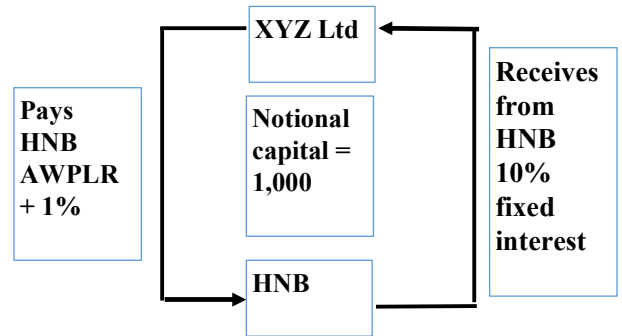 XYZ Ltd
Pays
HNB
AWPLR
+ 1%
Notional
capital =
1,000
Receives
from
HNB
10%
fixed
interest
HNB